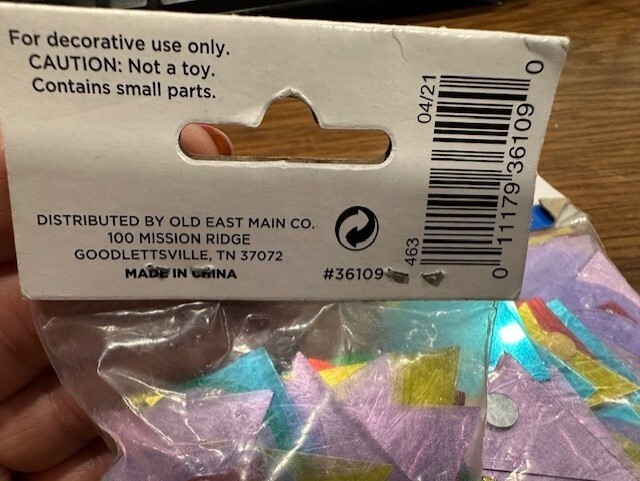 For decorative use only.
CAUTION: Not a toy.
Contains small parts.
DISTRIBUTED BY OLD EAST MAIN CO.
100 MISSION RIDGE
GOODLETTSVILLE, TN 37072
MADE IN CHINA
#36109
04/21
463
0 11179 36109 0